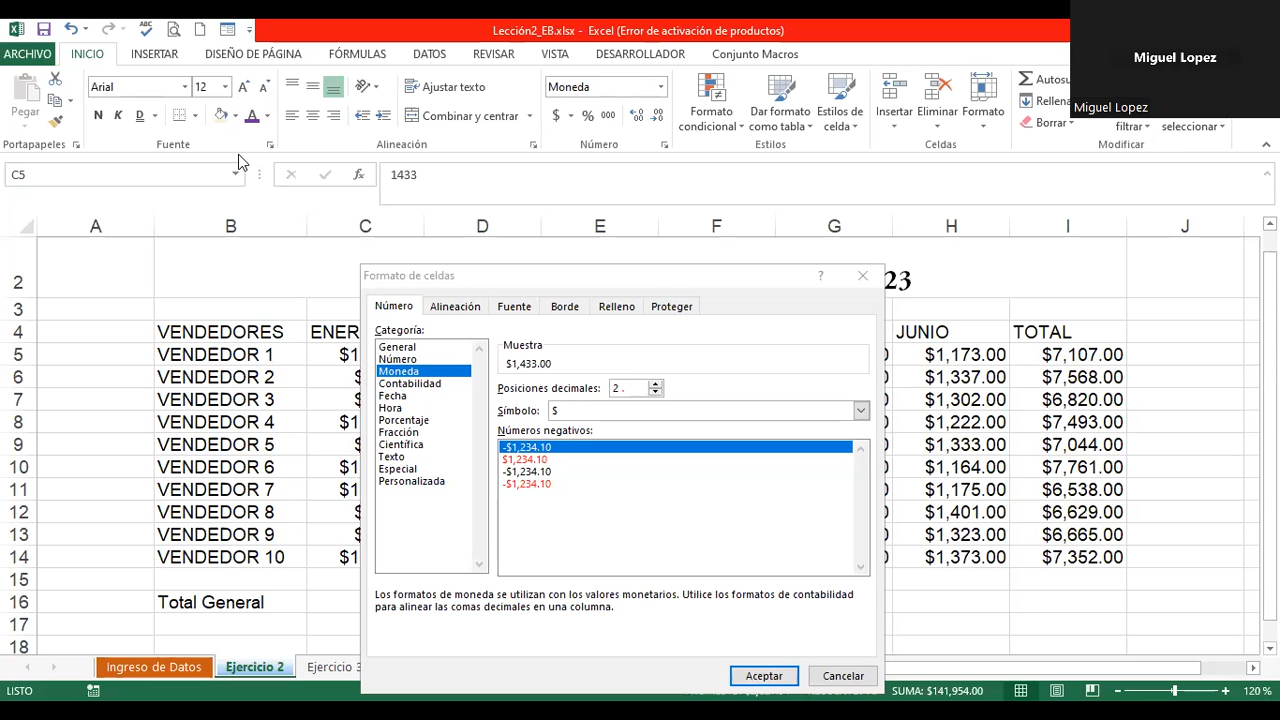 Lección2_EB.xlsx - Excel (Error de activación de productos)
Miguel Lopez
Miguel Lopez
ARCHIVO INICIO INSERTAR DISEÑO DE PÁGINA FÓRMULAS DATOS REVISAR VISTA DESARROLLADOR Conjunto Macros
Pegar
Arial 12
N K S
Ajustar texto
Combinar y centrar
Moneda
$ % 000
Formato condicional
Dar formato como tabla
Estilos de celda
Insertar Eliminar Formato
Autosu
Rellena
Borrar
filtrar
seleccionar
Portapapeles Fuente Alineación Número Estilos Celdas Modificar
C5 fx 1433
A B C D E F G H I J
2 23
3
4 VENDEDORES ENER JUNIO TOTAL
5 VENDEDOR 1 $1 $1,173.00 $7,107.00
6 VENDEDOR 2 $ $1,337.00 $7,568.00
7 VENDEDOR 3 $ $1,302.00 $6,820.00
8 VENDEDOR 4 $1 $1,222.00 $7,493.00
9 VENDEDOR 5 $ $1,333.00 $7,044.00
10 VENDEDOR 6 $1 $1,164.00 $7,761.00
11 VENDEDOR 7 $1 $1,175.00 $6,538.00
12 VENDEDOR 8 $ $1,401.00 $6,629.00
13 VENDEDOR 9 $ $1,323.00 $6,665.00
14 VENDEDOR 10 $1 $1,373.00 $7,352.00
15
16 Total General
17
18
Formato de celdas ?
Número Alineación Fuente Borde Relleno Proteger
Categoría:
General
Número
Moneda
Contabilidad
Fecha
Hora
Porcentaje
Fracción
Científica
Texto
Especial
Personalizada
Muestra
$1,433.00
Posiciones decimales: 2
Símbolo: $
Números negativos:
-$1,234.10
$1,234.10
-$1,234.10
-$1,234.10
Los formatos de moneda se utilizan con los valores monetarios. Utilice los formatos de contabilidad
para alinear las comas decimales en una columna.
Aceptar Cancelar
Ingreso de Datos Ejercicio 2 Ejercicio 3
LISTO SUMA: $141,954.00 120 %